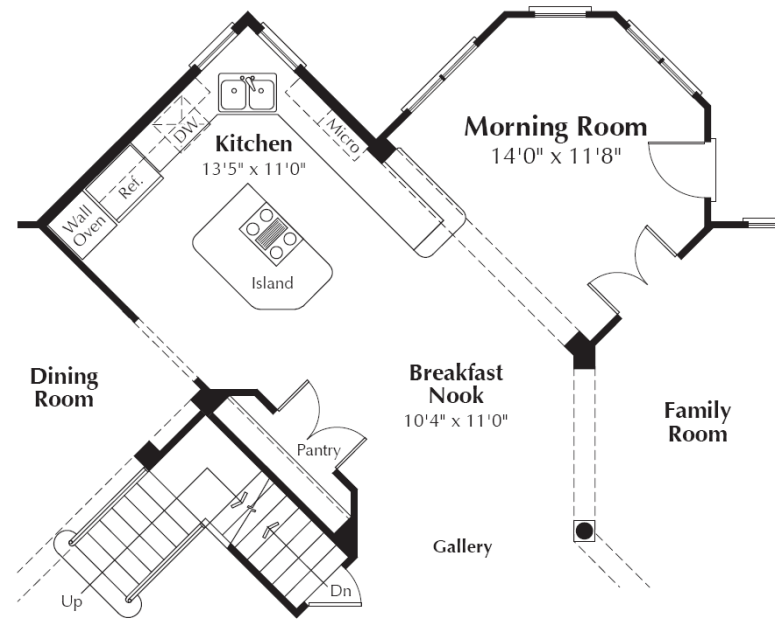 Morning Room
14'0" x 11'8"
Micro
DW
Kitchen
13'5" x 11'0"
Ref.
Wall
Oven
Island
Dining
Room
Breakfast
Nook
10'4" x 11'0"
Family
Room
Pantry
Gallery
Up
Dn